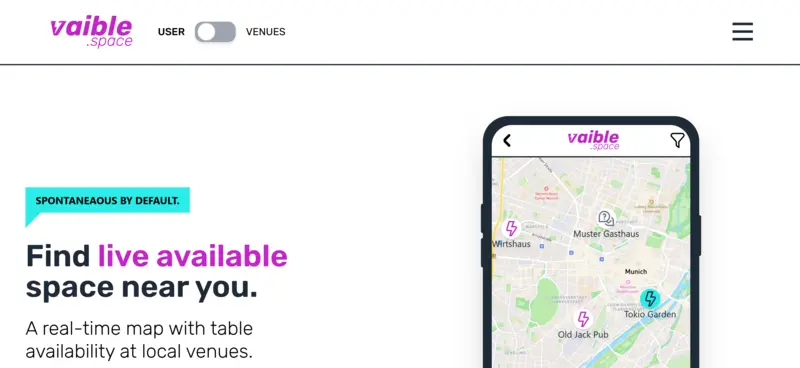 vaible
.space
USER VENUES
vaible
.space
SPONTANEAOUS BY DEFAULT.
Find live available
space near you.
A real-time map with table
availability at local venues.
Muster Gasthaus
Wirtshaus
Munich
Tokio Garden
Old Jack Pub